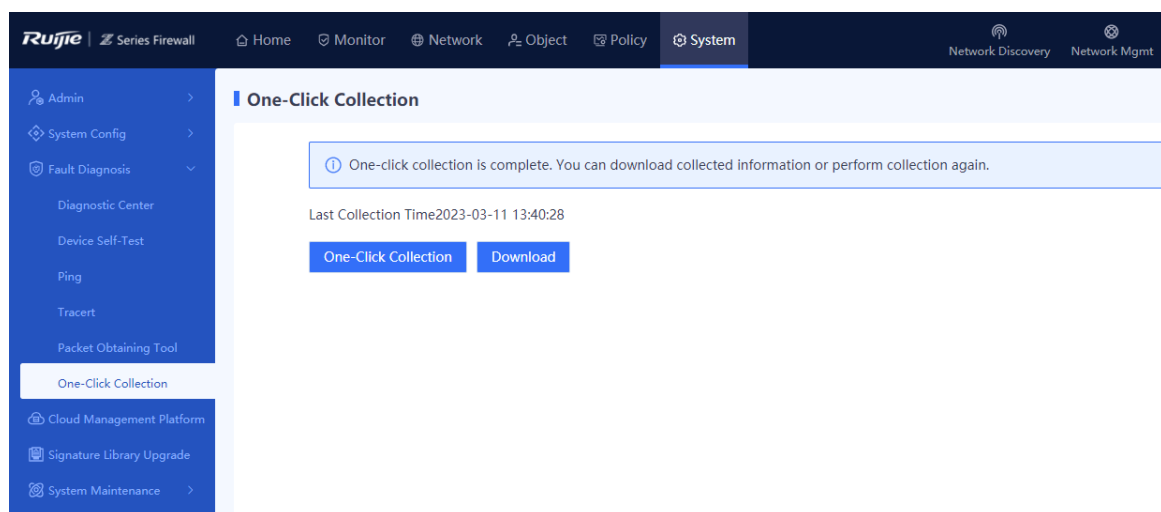 Ruijie | Z Series Firewall
Home
Monitor
Network
Object
Policy
System
Network Discovery
Network Mgmt
Admin
System Config
Fault Diagnosis
Diagnostic Center
Device Self-Test
Ping
Tracert
Packet Obtaining Tool
One-Click Collection
Cloud Management Platform
Signature Library Upgrade
System Maintenance
One-Click Collection
One-click collection is complete. You can download collected information or perform collection again.
Last Collection Time2023-03-11 13:40:28
One-Click Collection
Download